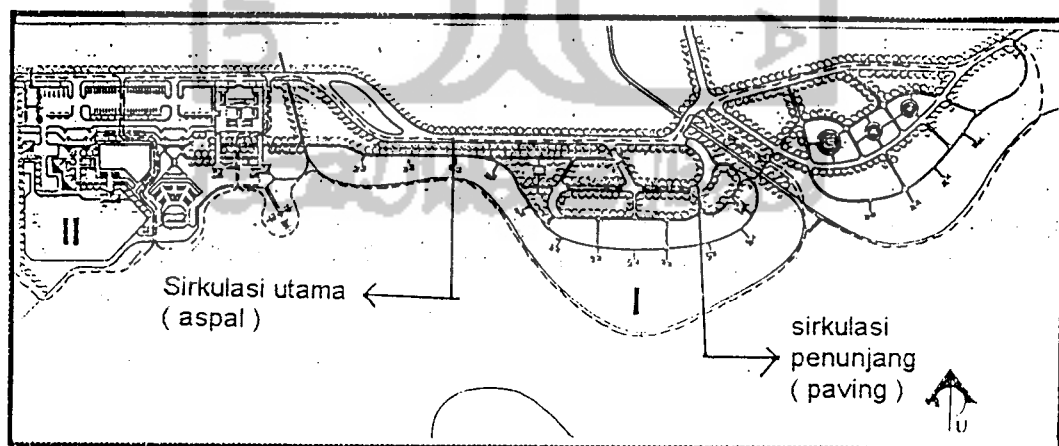 II
I
Sirkulasi utama
( aspal )
sirkulasi
penunjang
( paving )
U